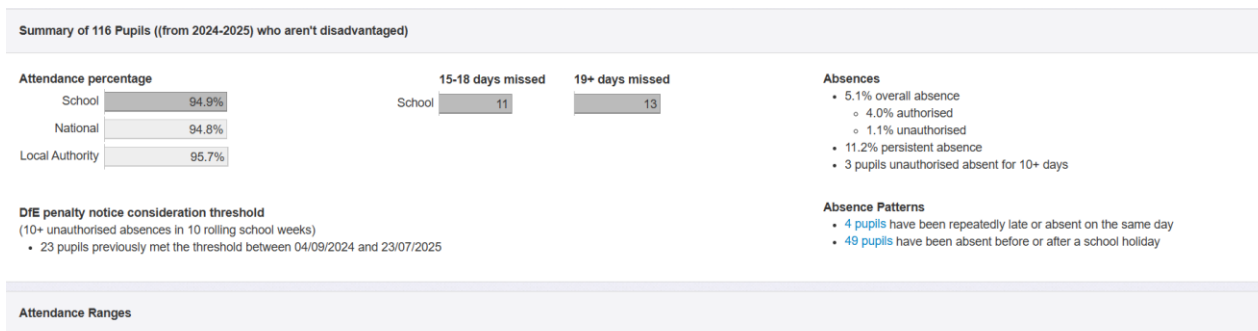 Summary of 116 Pupils ((from 2024-2025) who aren't disadvantaged)
Attendance percentage
School 94.9%
National 94.8%
Local Authority 95.7%
15-18 days missed 19+ days missed
School 11 13
Absences
• 5.1% overall absence
○ 4.0% authorised
○ 1.1% unauthorised
• 11.2% persistent absence
• 3 pupils unauthorised absent for 10+ days
DfE penalty notice consideration threshold
(10+ unauthorised absences in 10 rolling school weeks)
• 23 pupils previously met the threshold between 04/09/2024 and 23/07/2025
Absence Patterns
• 4 pupils have been repeatedly late or absent on the same day
• 49 pupils have been absent before or after a school holiday
Attendance Ranges